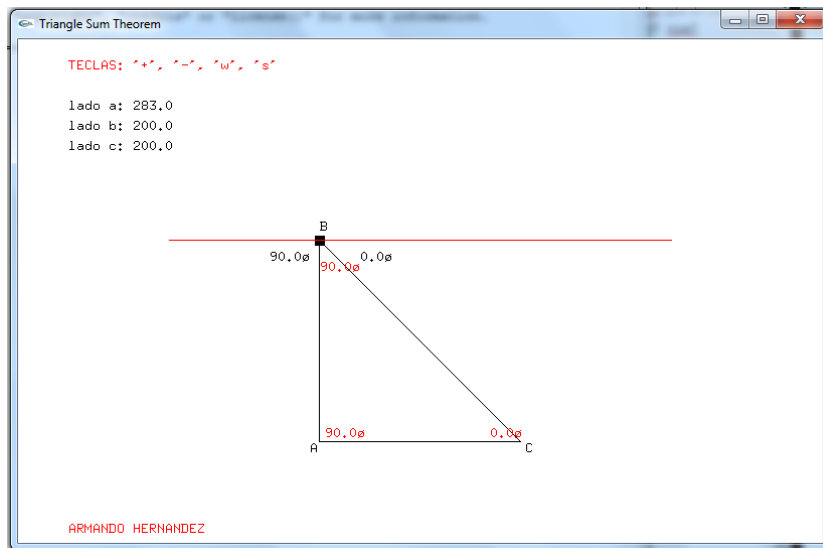 Triangle Sum Theorem
TECLAS: '+', '-', 'w', 's'
lado a: 283.0
lado b: 200.0
lado c: 200.0
B
90.0ø 0.0ø
90.0ø
90.0ø 0.0ø
A C
ARMANDO HERNANDEZ